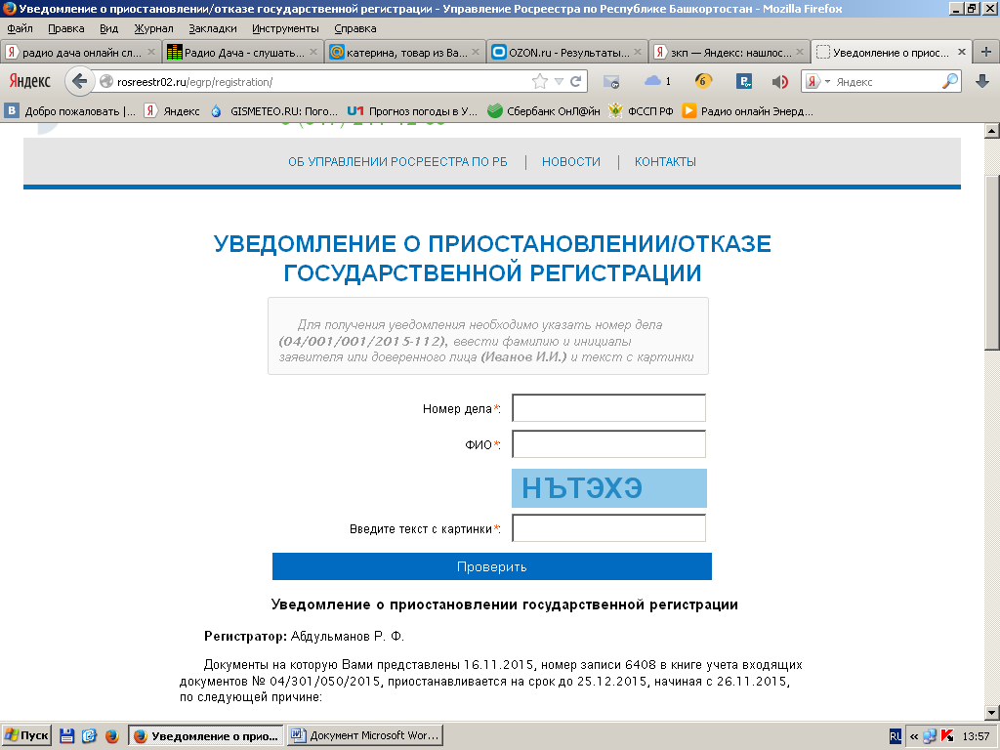 Уведомление о приостановлении/отказе государственной регистрации - Управление Росреестра по Республике Башкортостан - Mozilla Firefox
Файл Правка Вид Журнал Закладки Инструменты Справка
радио дача онлайн сл... Радио Дача - слушать... катерина, товар из Ва... OZON.ru - Результаты... зкп — Яндекс: нашлос... Уведомление о приос...
Яндекс rosreestr02.ru/egrp/registration/ 1 6 Яндекс
Добро пожаловать |... Яндекс GISMETEO.RU: Пого... Прогноз погоды в У... Сбербанк ОнЛ@йн ФССП РФ Радио онлайн Энерд...
ОБ УПРАВЛЕНИИ РОСРЕЕСТРА ПО РБ | НОВОСТИ | КОНТАКТЫ
УВЕДОМЛЕНИЕ О ПРИОСТАНОВЛЕНИИ/ОТКАЗЕ
ГОСУДАРСТВЕННОЙ РЕГИСТРАЦИИ
Для получения уведомления необходимо указать номер дела
(04/001/001/2015-112), ввести фамилию и инициалы
заявителя или доверенного лица (Иванов И.И.) и текст с картинки
Номер дела*:
ФИО*:
НЪТЭХЭ
Введите текст с картинки*:
Проверить
Уведомление о приостановлении государственной регистрации
Регистратор: Абдульманов Р. Ф.
Документы на которую Вами представлены 16.11.2015, номер записи 6408 в книге учета входящих
документов № 04/301/050/2015, приостанавливается на срок до 25.12.2015, начиная с 26.11.2015,
по следующей причине:
Пуск Уведомление о прио... Документ Microsoft Wor... RU « 13:57